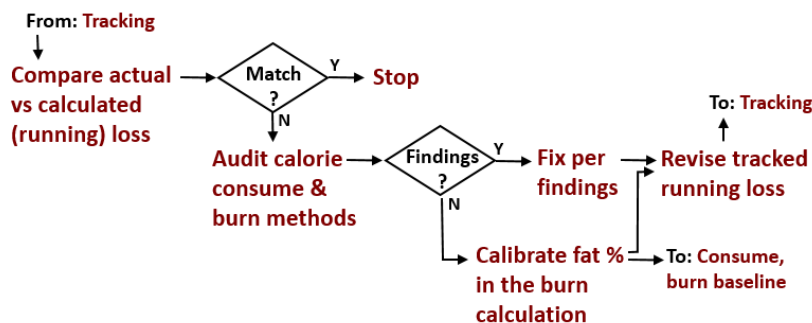 From: Tracking
Compare actual
vs calculated
(running) loss
Match
?
Y
Stop
N
Audit calorie
consume &
burn methods
Findings
?
Y
Fix per
findings
To: Tracking
Revise tracked
running loss
N
Calibrate fat %
in the burn
calculation
To: Consume,
burn baseline